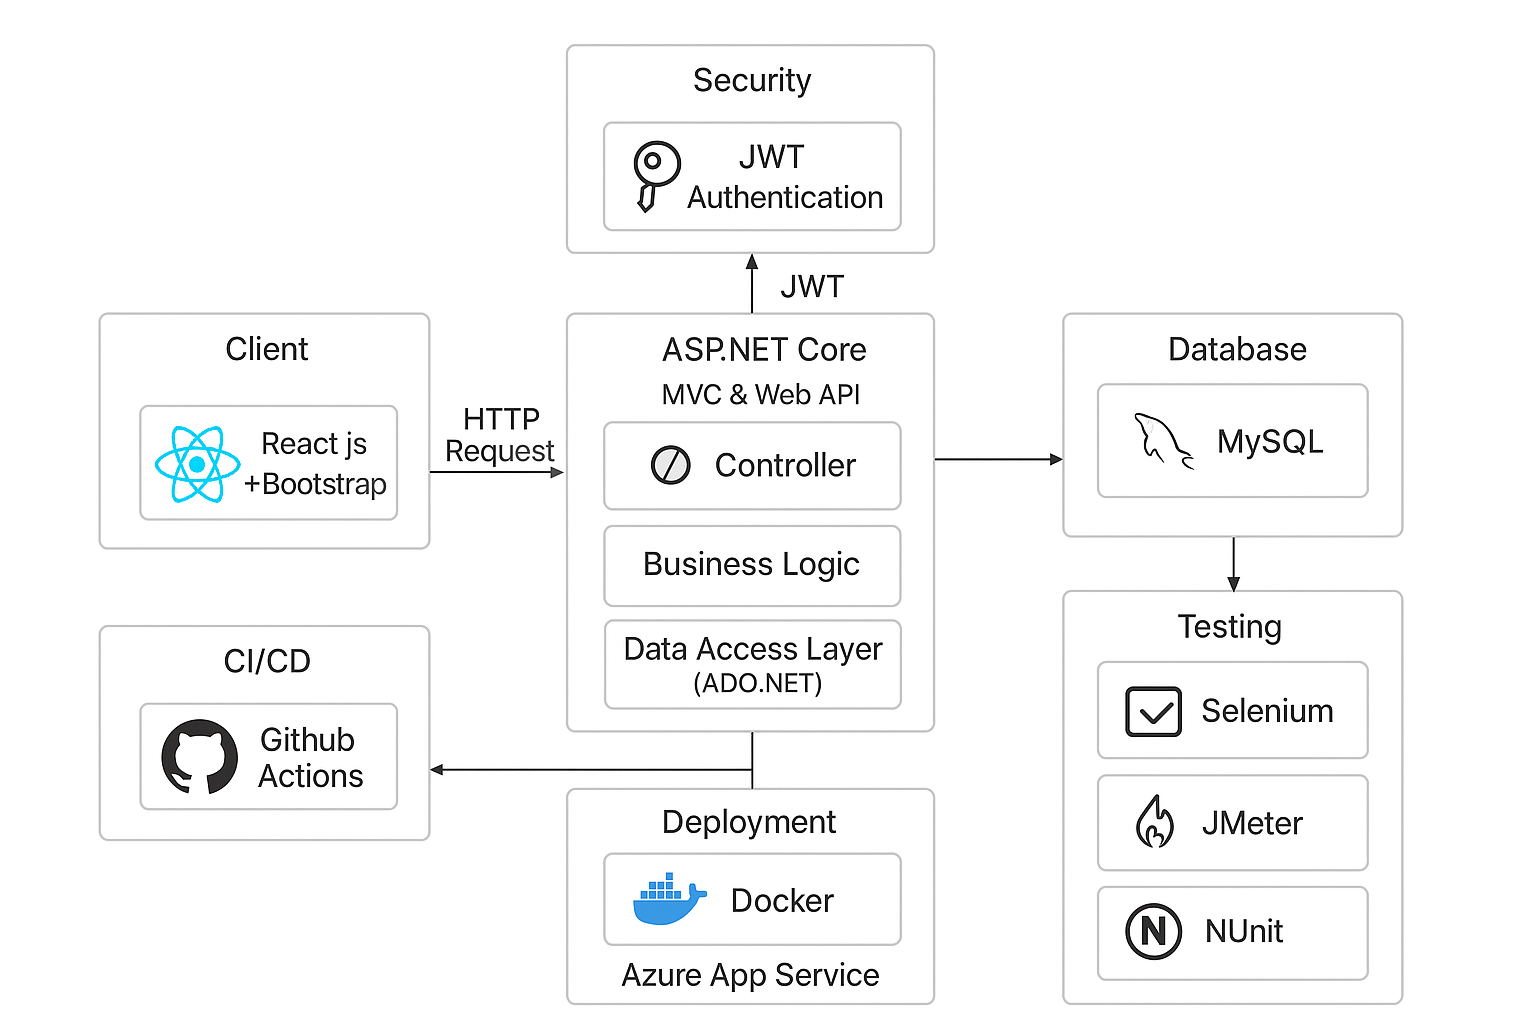 Security
JWT
Authentication
JWT
Client
React js
+Bootstrap
HTTP
Request
ASP.NET Core
MVC & Web API
Controller
Business Logic
Data Access Layer
(ADO.NET)
Database
MySQL
CI/CD
Github
Actions
Deployment
Docker
Azure App Service
Testing
Selenium
JMeter
N NUnit